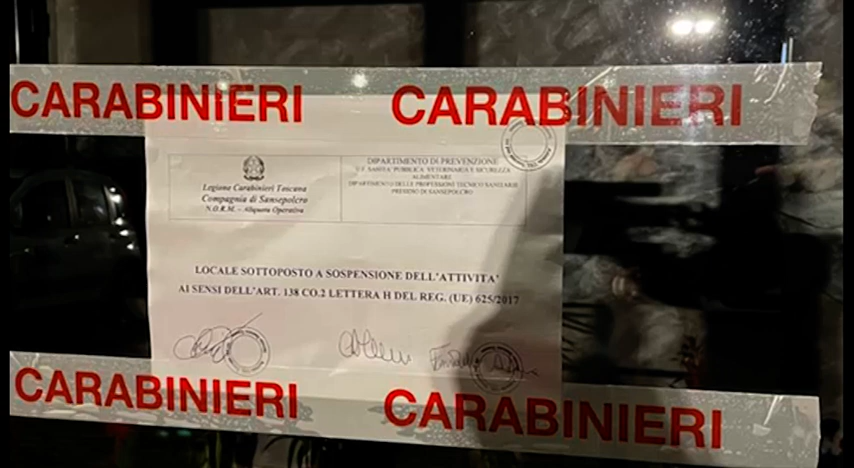 CARABINIERI CARABINIERI
Legione Carabinieri Toscana
Compagnia di Sansepolcro
N.O.R.M. - Aliquota Operativa
DIPARTIMENTO DI PREVENZIONE
U.F. SANITA' PUBBLICA VETERINARIA E SICUREZZA
ALIMENTARE
DIPARTIMENTO DELLE PROFESSIONI TECNICO SANITARIE
PRESIDIO DI SANSEPOLCRO
LOCALE SOTTOPOSTO A SOSPENSIONE DELL'ATTIVITA'
AI SENSI DELL'ART. 138 CO.2 LETTERA H DEL REG. (UE) 625/2017
CARABINIERI CARABINIERI